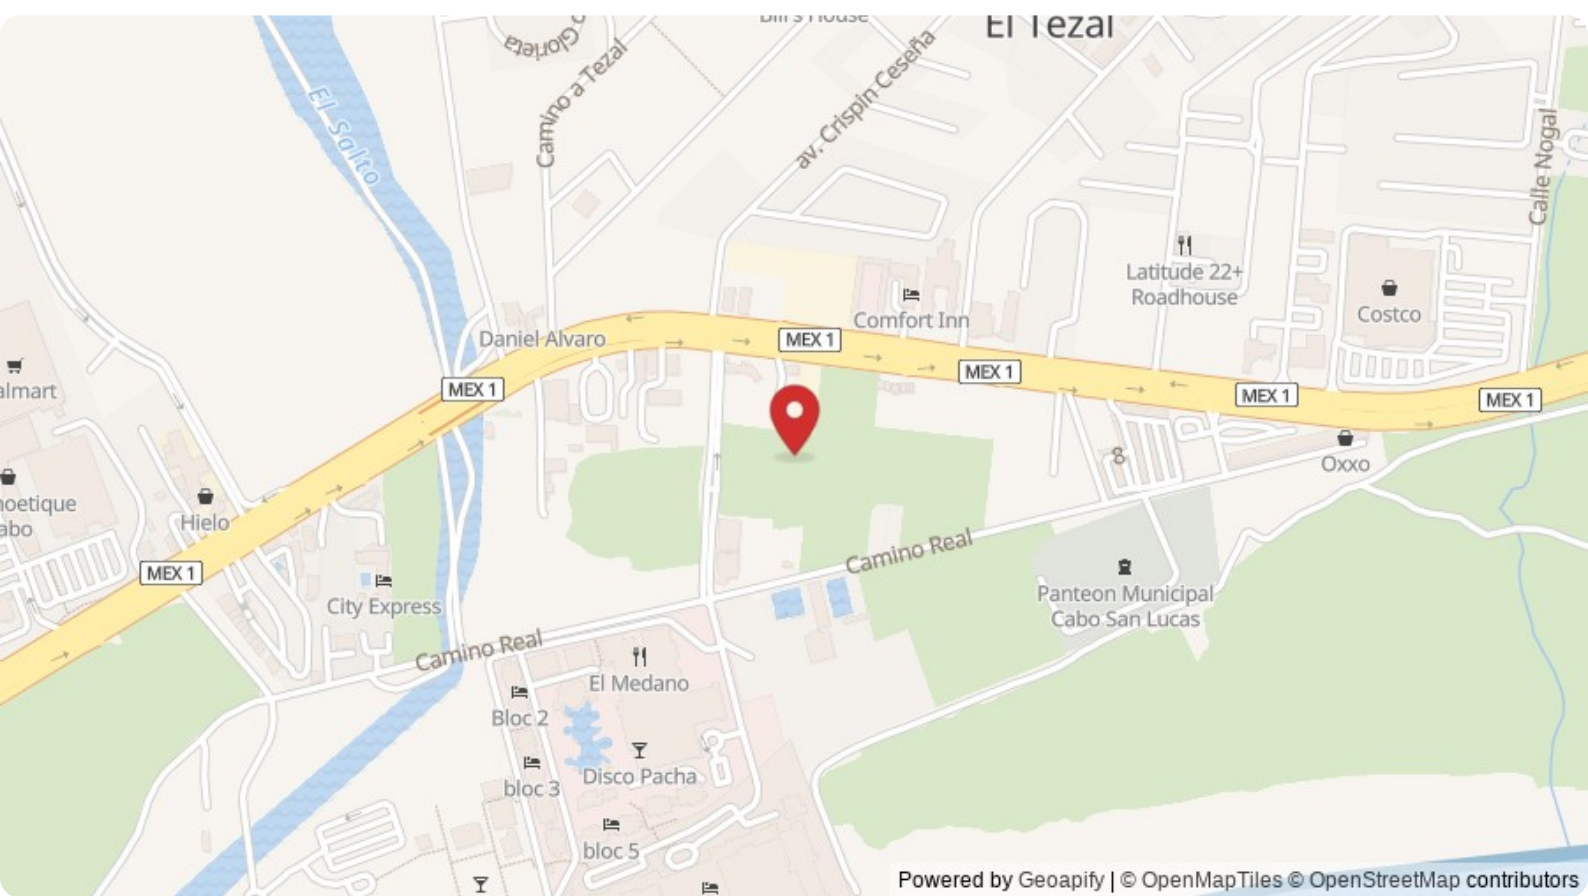 Bill's House
El Tezal
Glorieta
Camino a Tezal
av. Crispin Ceseña
El Salto
Calle Nogal
Latitude 22+
Roadhouse
Costco
Comfort Inn
Daniel Alvaro
MEX 1
MEX 1
MEX 1
MEX 1
MEX 1
almart
Oxxo
8
Hielo
noetique
abo
MEX 1
City Express
Camino Real
Panteon Municipal
Cabo San Lucas
Camino Real
El Medano
Bloc 2
Disco Pacha
bloc 3
bloc 5
Powered by Geoapify | © OpenMapTiles © OpenStreetMap contributors